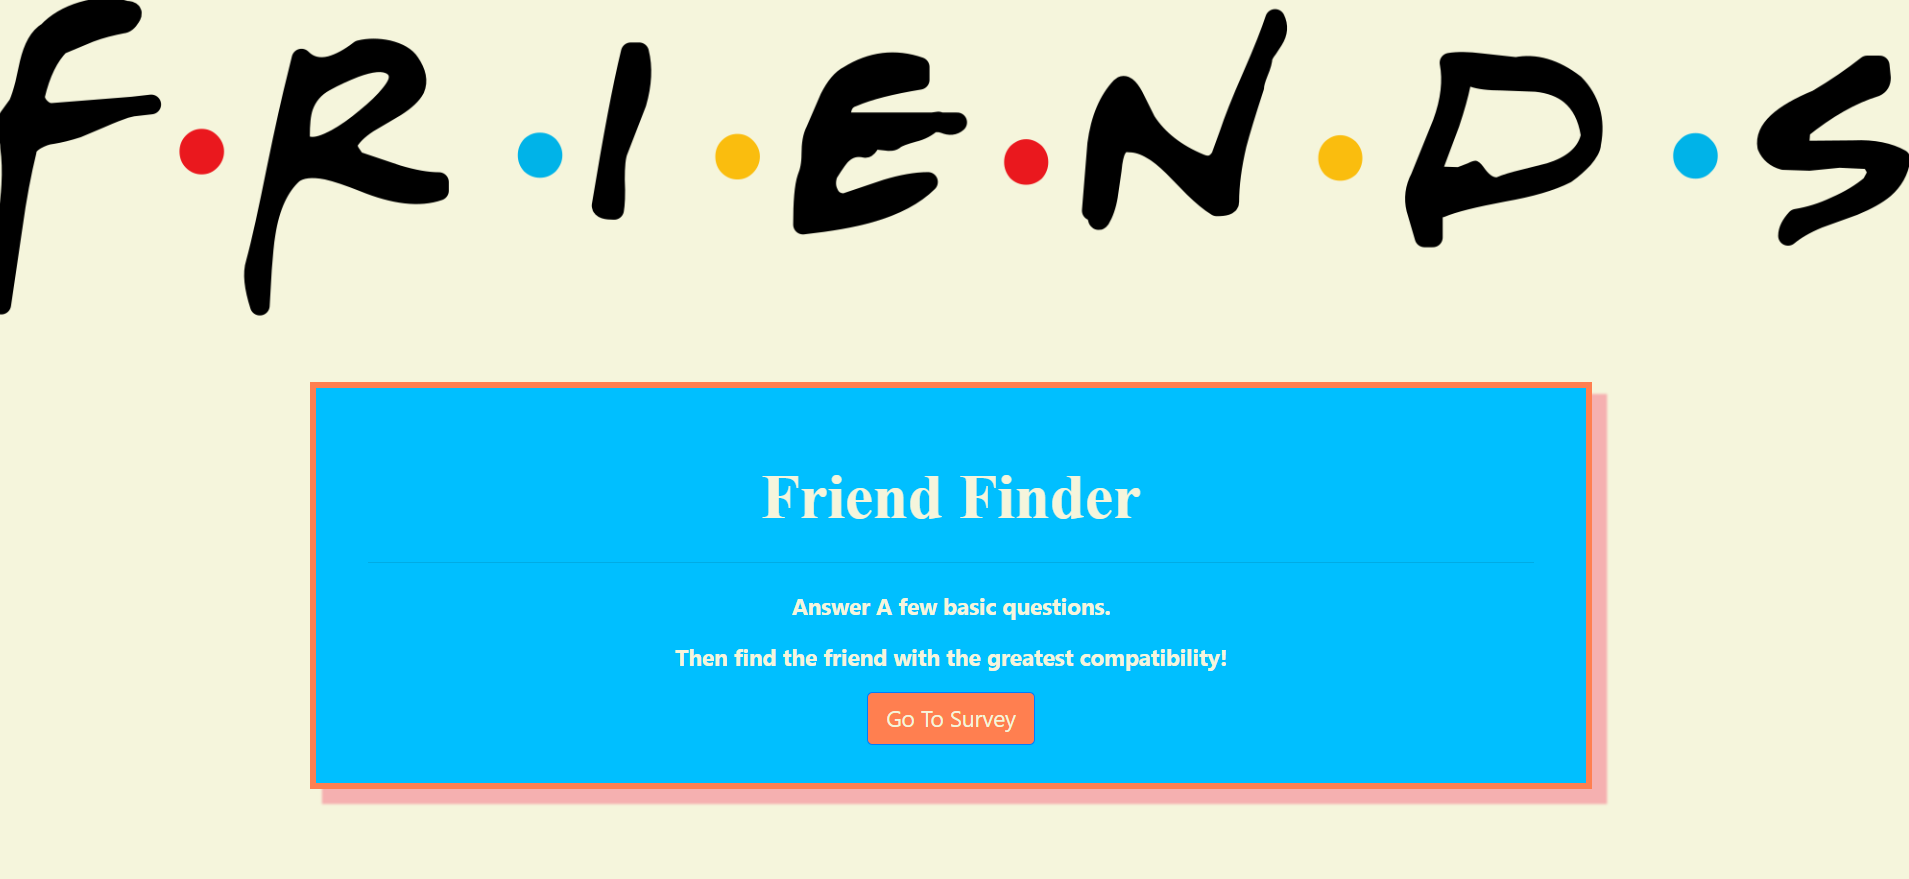 F•R•I•E•N•D•S
Friend Finder
Answer A few basic questions.
Then find the friend with the greatest compatibility!
Go To Survey